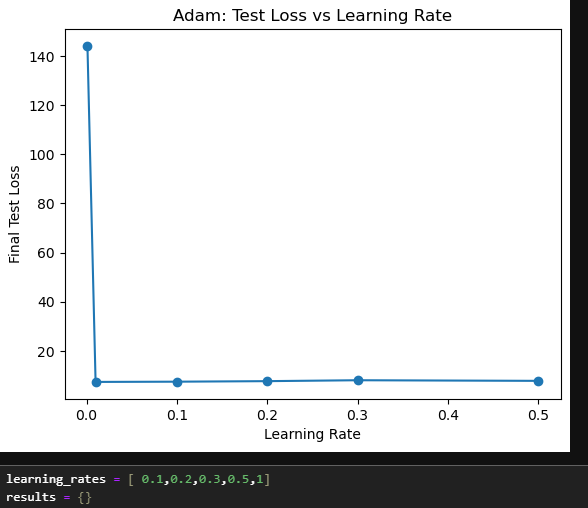 Adam: Test Loss vs Learning Rate
140
120
100
80
60
40
20
Final Test Loss
0.0 0.1 0.2 0.3 0.4 0.5
Learning Rate
learning_rates = [ 0.1,0.2,0.3,0.5,1]
results = {}